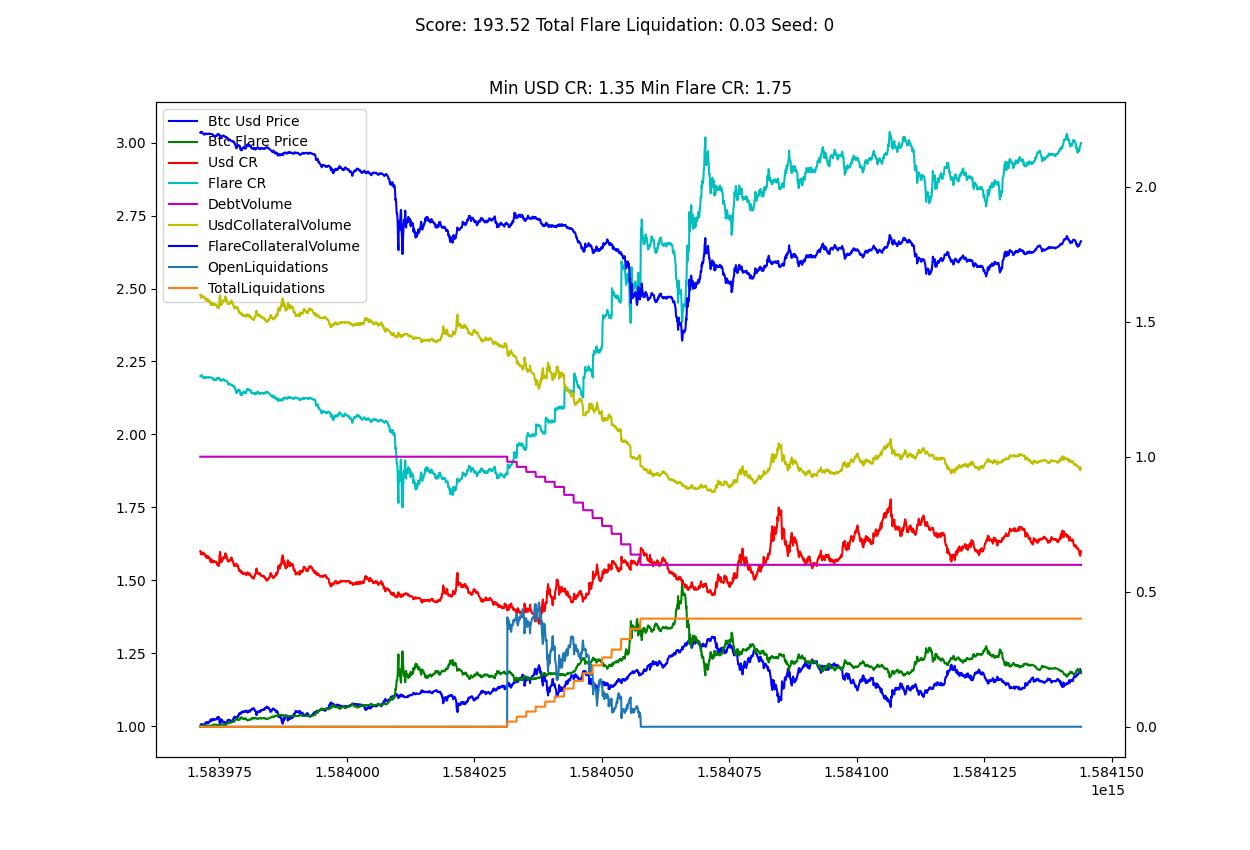 Score: 193.52 Total Flare Liquidation: 0.03 Seed: 0
Min USD CR: 1.35 Min Flare CR: 1.75
Btc Usd Price
Btc Flare Price
Usd CR
Flare CR
DebtVolume
UsdCollateralVolume
FlareCollateralVolume
OpenLiquidations
TotalLiquidations
3.00
2.75
2.50
2.25
2.00
1.75
1.50
1.25
1.00
2.0
1.5
1.0
0.5
0.0
1.583975 1.584000 1.584025 1.584050 1.584075 1.584100 1.584125 1.584150
1e15